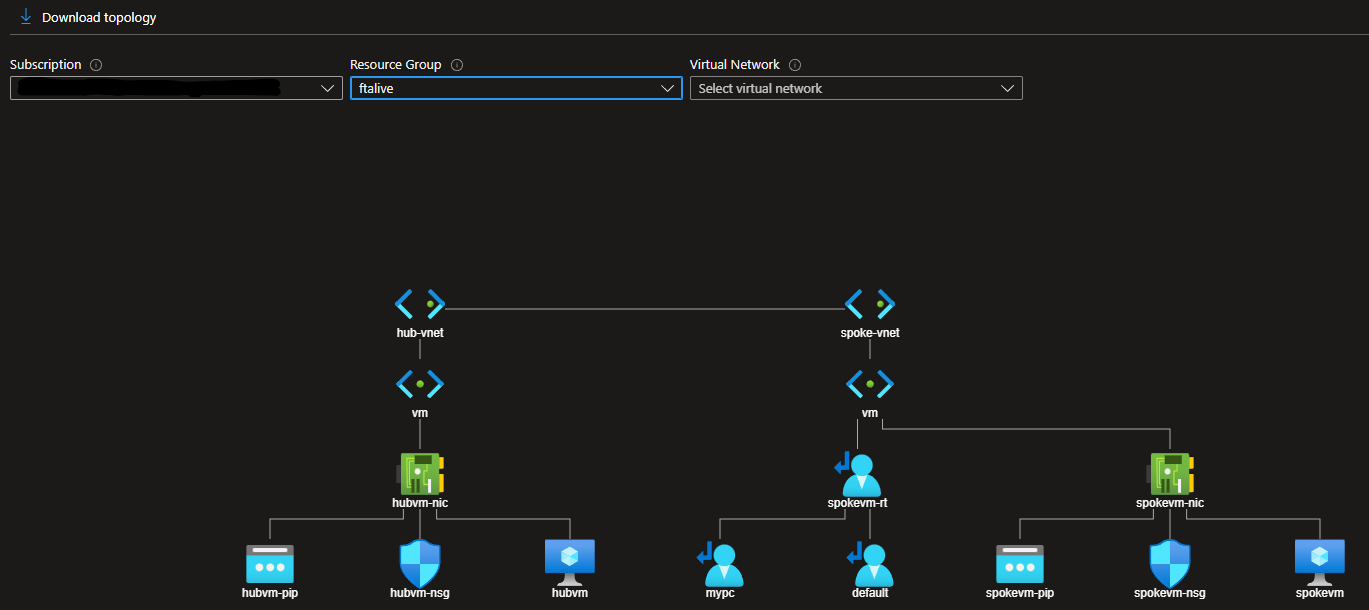 Download topology
Subscription Resource Group Virtual Network
ftalive Select virtual network
hub-vnet spoke-vnet
vm vm
hubvm-nic spokevm-rt spokevm-nic
hubvm-pip hubvm-nsg hubvm mypc default spokevm-pip spokevm-nsg spokevm